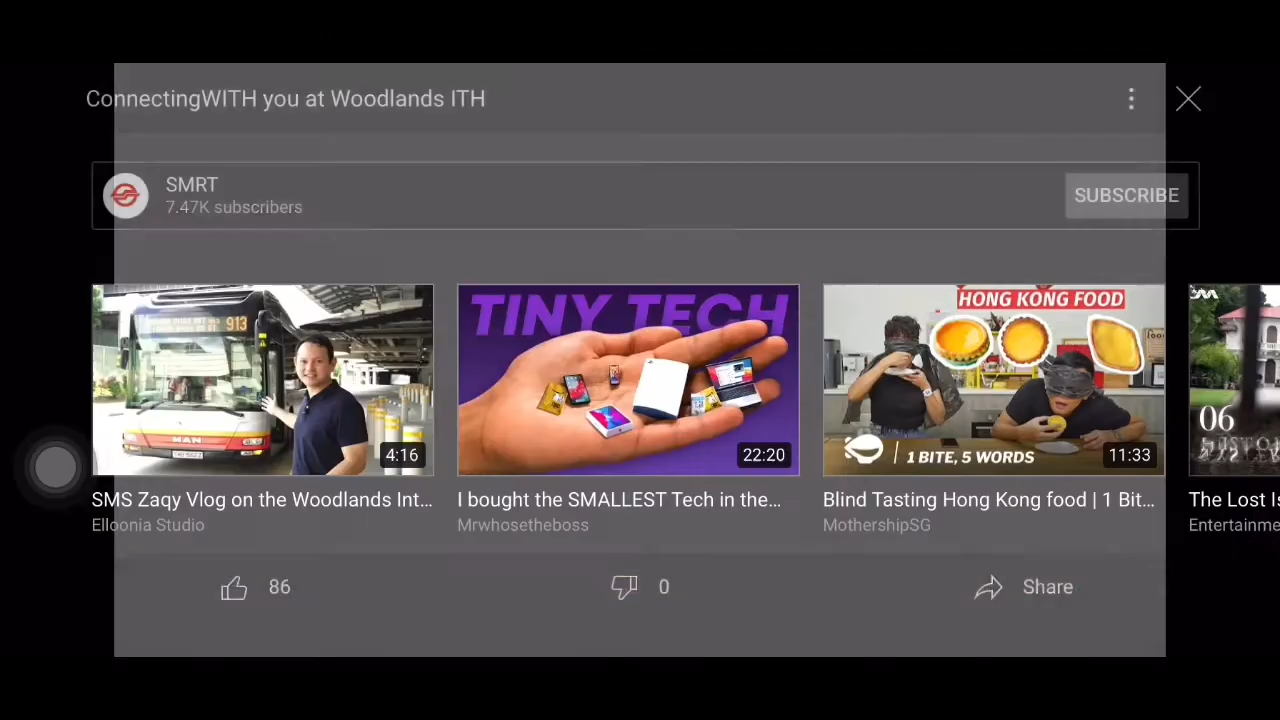 ConnectingWITH you at Woodlands ITH
SMRT
7.47K subscribers
SUBSCRIBE
913
MAN
4:16
SMS Zaqy Vlog on the Woodlands Int...
Elloonia Studio
TINY TECH
22:20
I bought the SMALLEST Tech in the...
Mrwhosetheboss
HONG KONG FOOD
1 BITE, 5 WORDS
11:33
Blind Tasting Hong Kong food | 1 Bit...
MothershipSG
06
The Lost Is
Entertainme
86
0
Share